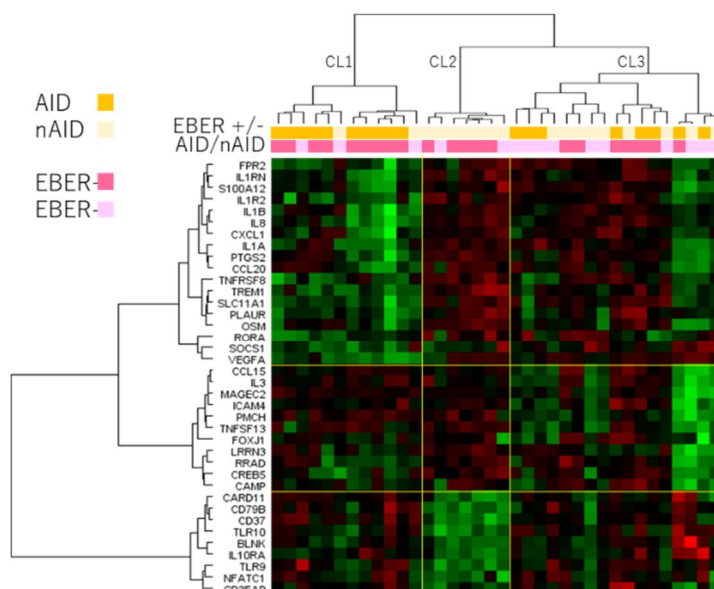 CL1 CL2 CL3
AID
nAID
EBER +/-
AID/nAID
EBER-
EBER-
FPR2
IL1RN
S100A12
IL1R2
IL1B
IL8
CXCL1
IL1A
PTGS2
CCL20
TNFRSF8
TREM1
SLC11A1
PLAUR
OSM
RORA
SOCS1
VEGFA
CCL15
IL3
MAGEC2
ICAM4
PMCH
TNFSF13
FOXJ1
LRRN3
RRAD
CREB5
CAMP
CARD11
CD79B
CD37
TLR10
BLNK
IL10RA
TLR9
NFATC1